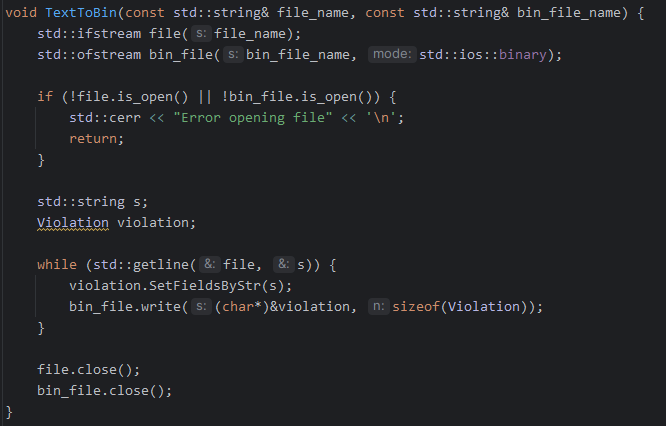 void TextToBin(const std::string& file_name, const std::string& bin_file_name) {
    std::ifstream file( s: file_name);
    std::ofstream bin_file( s: bin_file_name,  mode: std::ios::binary);

    if (!file.is_open() || !bin_file.is_open()) {
        std::cerr << "Error opening file" << '\n';
        return;
    }

    std::string s;
    Violation violation;

    while (std::getline( &: file,  &: s)) {
        violation.SetFieldsByStr(s);
        bin_file.write( s: (char*)&violation,  n: sizeof(Violation));
    }

    file.close();
    bin_file.close();
}